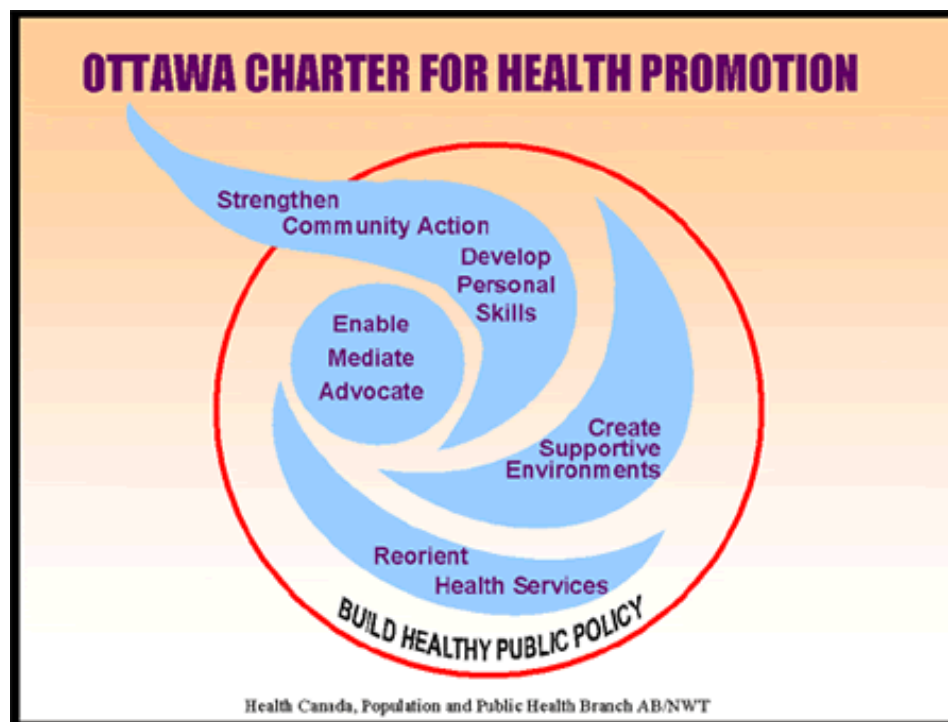 OTTAWA CHARTER FOR HEALTH PROMOTION
Strengthen
Community Action
Develop
Personal
Skills
Enable
Mediate
Advocate
Create
Supportive
Environments
Reorient
Health Services
BUILD HEALTHY PUBLIC POLICY
Health Canada, Population and Public Health Branch AB/NWT